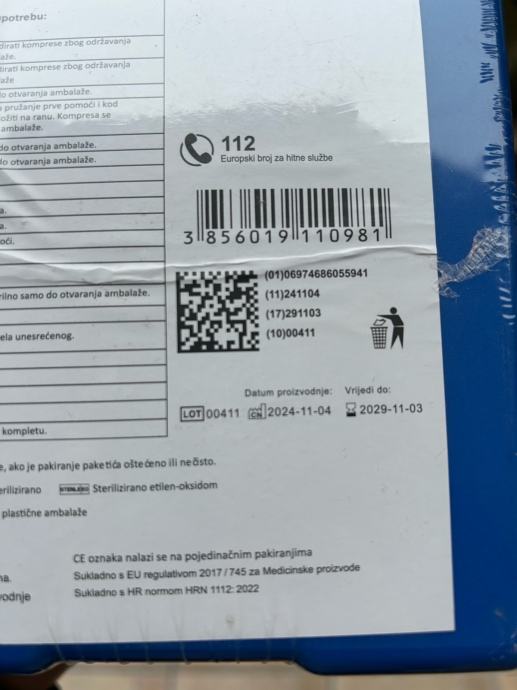 potrebu:
dirati komprese zbog održavanja
aže.
dirati komprese zbog održavanja
aže
do otvaranja ambalaže.
a pružanje prve pomoći i kod
ožiti na ranu. Kompresa se
ambalaže.
do otvaranja ambalaže.
do otvaranja ambalaže.
a.
a.
oći.
rilno samo do otvaranja ambalaže.
ela unesrećenog.
kompletu.
112
Europski broj za hitne službe
3 856019 110981
(01)06974686055941
(11)241104
(17)291103
(10)00411
Datum proizvodnje: Vrijedi do:
LOT 00411 CN 2024-11-04 2029-11-03
e, ako je pakiranje paketića oštećeno ili nečisto.
erilizirano STERILE EO Sterilizirano etilen-oksidom
plastične ambalaže
CE oznaka nalazi se na pojedinačnim pakiranjima
na. Sukladno s EU regulativom 2017/745 za Medicinske proizvode
vodnje Sukladno s HR normom HRN 1112: 2022